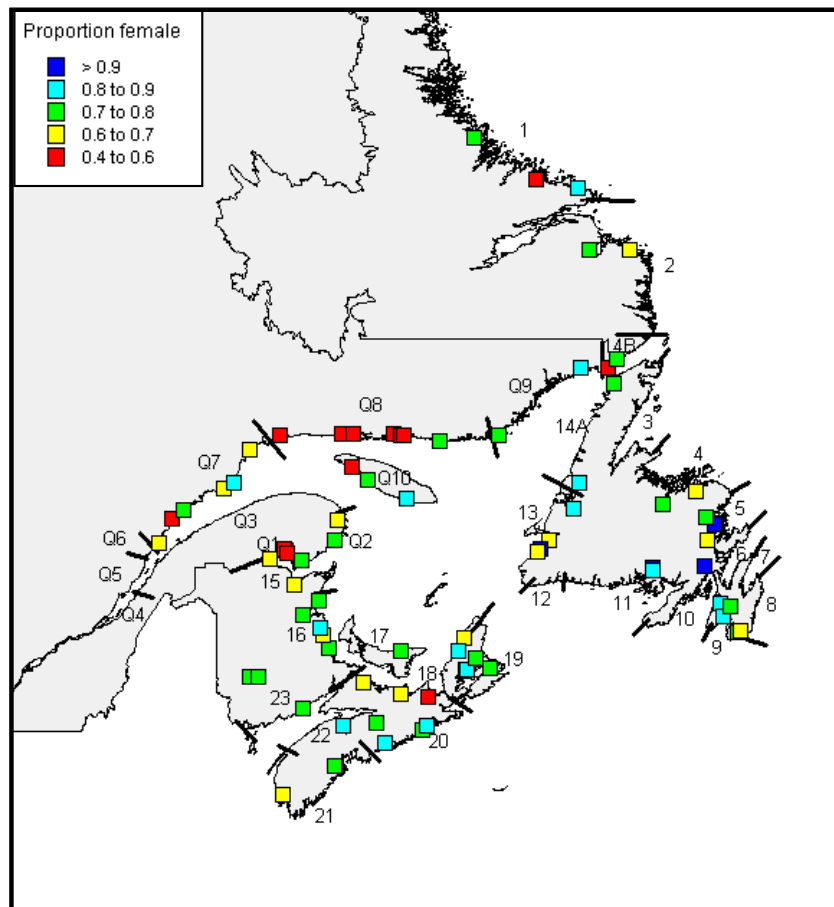 Proportion female
> 0.9
0.8 to 0.9
0.7 to 0.8
0.6 to 0.7
0.4 to 0.6
1
2
14B
Q9
3
14A
Q8
4
Q7
Q10
5
13
Q3
Q6
Q1
Q2
6
7
Q5
15
12
11
8
Q4
10
9
16
17
18
19
23
22
20
21